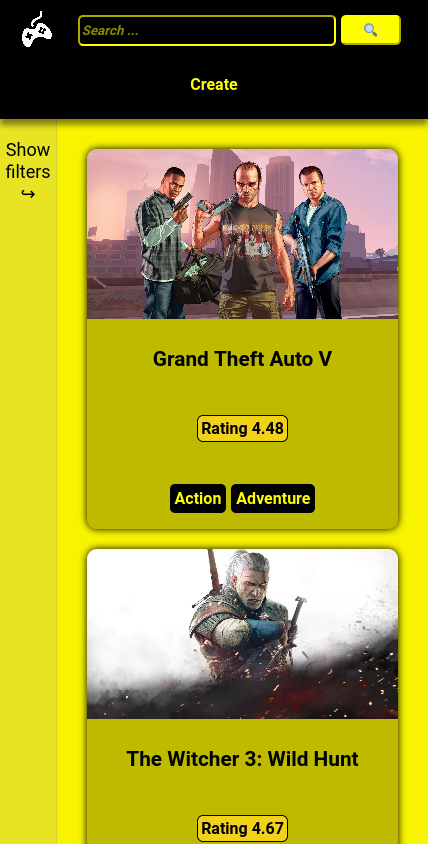 Search ...
Create
Show
filters
↪
Grand Theft Auto V
Rating 4.48
Action Adventure
The Witcher 3: Wild Hunt
Rating 4.67